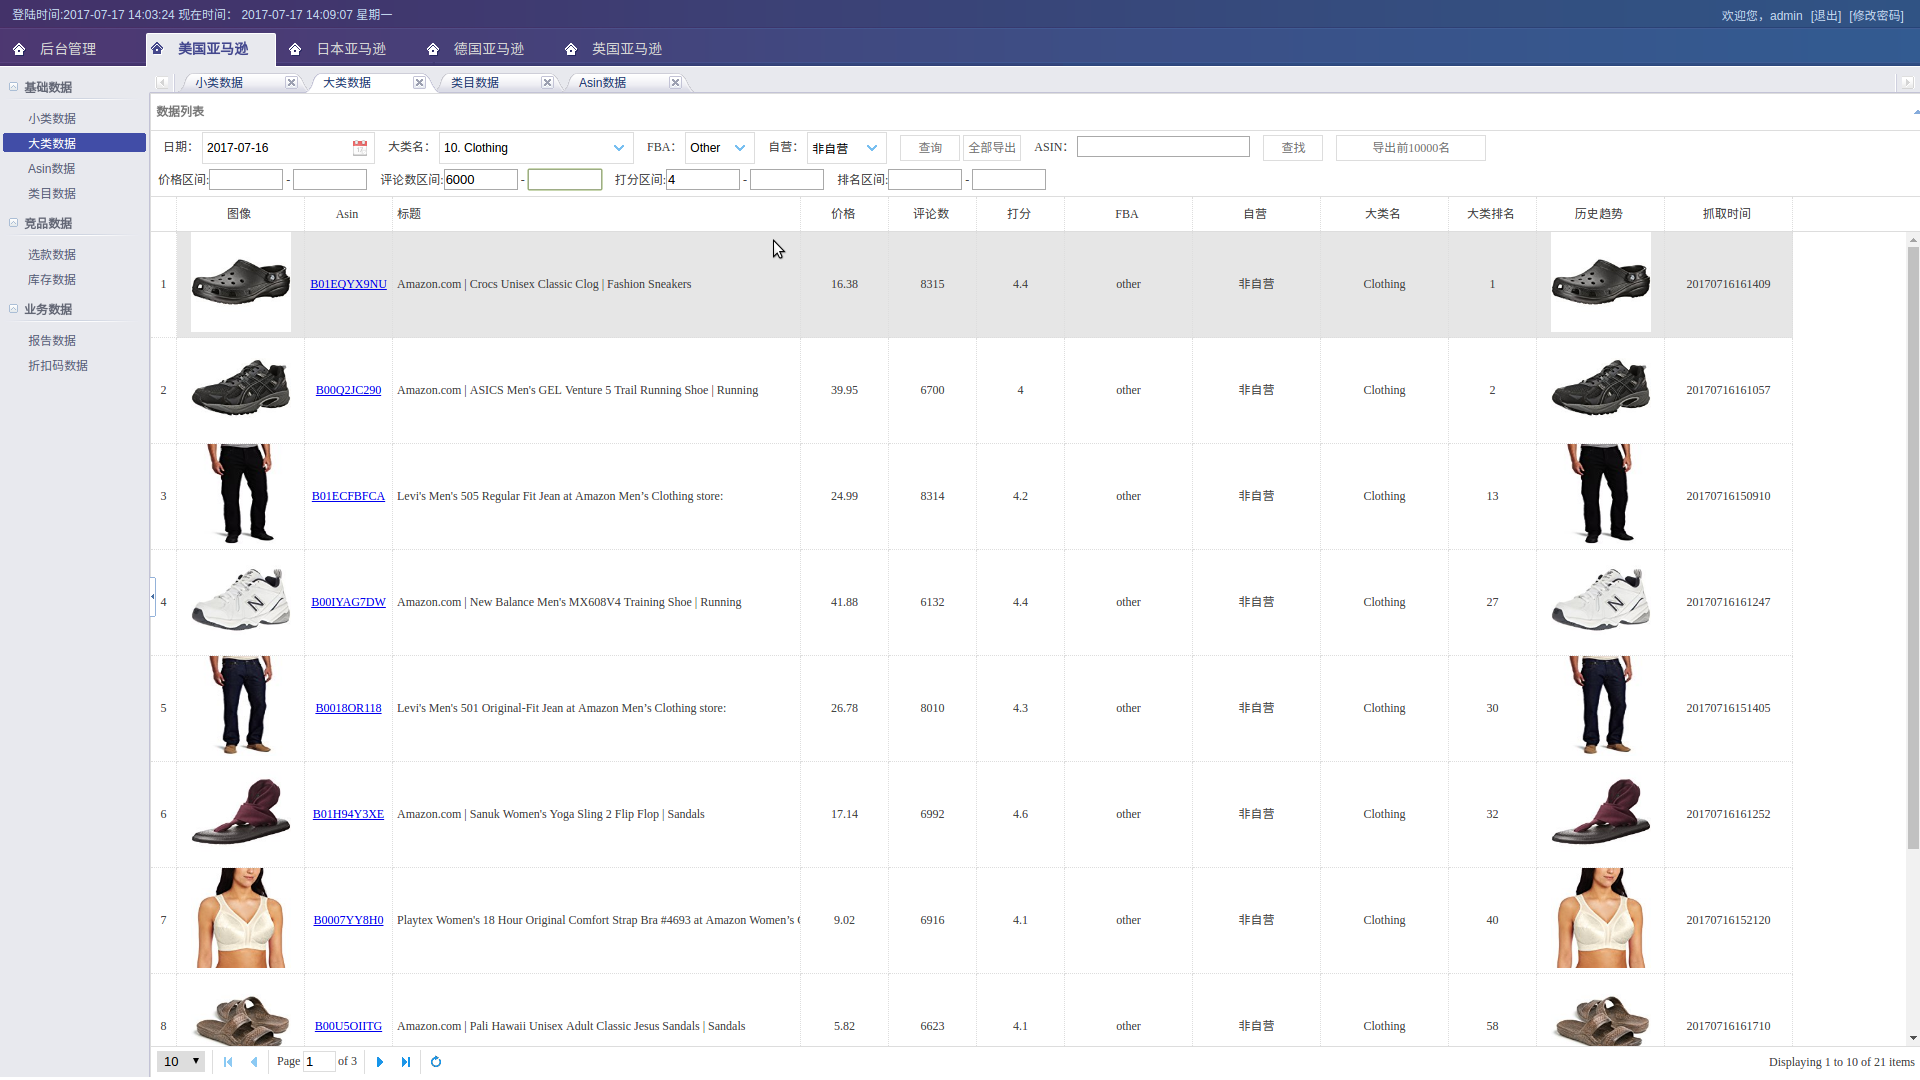 登陆时间:2017-07-17 14:03:24 现在时间: 2017-07-17 14:09:07 星期一
欢迎您，admin [退出] [修改密码]
后台管理 美国亚马逊 日本亚马逊 德国亚马逊 英国亚马逊
小类数据 大类数据 类目数据 Asin数据
基础数据
小类数据
大类数据
Asin数据
类目数据
竞品数据
选款数据
库存数据
业务数据
报告数据
折扣码数据
数据列表
日期： 2017-07-16 大类名： 10. Clothing FBA： Other 自营： 非自营 查询 全部导出 ASIN： 查找 导出前10000名
价格区间: - 评论数区间:6000 - 打分区间:4 - 排名区间: -
图像 Asin 标题 价格 评论数 打分 FBA 自营 大类名 大类排名 历史趋势 抓取时间
1 B01EQYX9NU Amazon.com | Crocs Unisex Classic Clog | Fashion Sneakers 16.38 8315 4.4 other 非自营 Clothing 1 20170716161409
2 B00Q2JC290 Amazon.com | ASICS Men's GEL Venture 5 Trail Running Shoe | Running 39.95 6700 4 other 非自营 Clothing 2 20170716161057
3 B01ECFBFCA Levi's Men's 505 Regular Fit Jean at Amazon Men’s Clothing store: 24.99 8314 4.2 other 非自营 Clothing 13 20170716150910
4 B00IYAG7DW Amazon.com | New Balance Men's MX608V4 Training Shoe | Running 41.88 6132 4.4 other 非自营 Clothing 27 20170716161247
5 B0018OR118 Levi's Men's 501 Original-Fit Jean at Amazon Men’s Clothing store: 26.78 8010 4.3 other 非自营 Clothing 30 20170716151405
6 B01H94Y3XE Amazon.com | Sanuk Women's Yoga Sling 2 Flip Flop | Sandals 17.14 6992 4.6 other 非自营 Clothing 32 20170716161252
7 B0007YY8H0 Playtex Women's 18 Hour Original Comfort Strap Bra #4693 at Amazon Women’s 9.02 6916 4.1 other 非自营 Clothing 40 20170716152120
8 B00U5OIITG Amazon.com | Pali Hawaii Unisex Adult Classic Jesus Sandals | Sandals 5.82 6623 4.1 other 非自营 Clothing 58 20170716161710
10 Page 1 of 3 Displaying 1 to 10 of 21 items